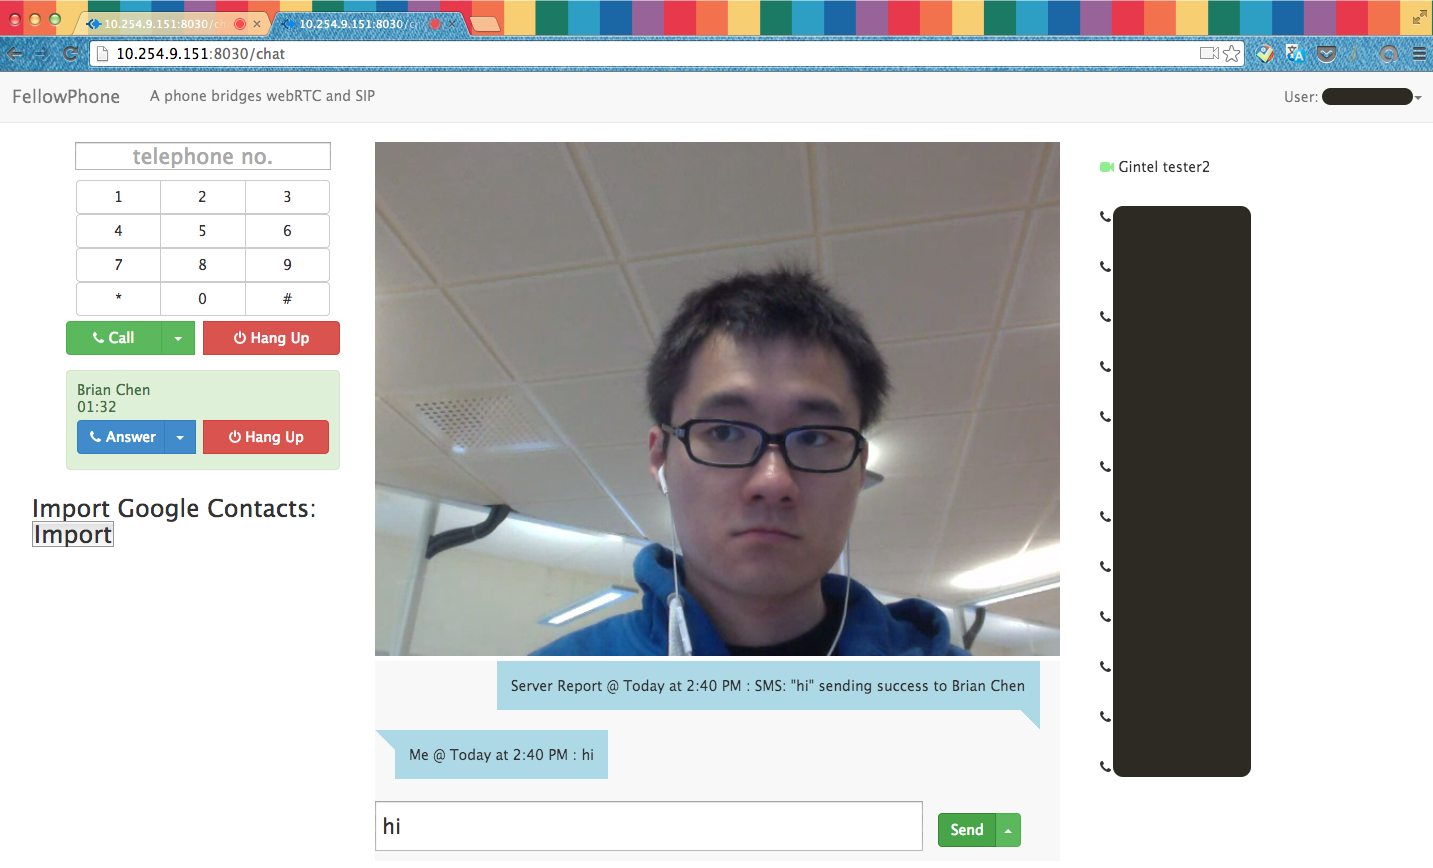 10.254.9.151:8030/ch
10.254.9.151:8030/c
10.254.9.151:8030/chat
FellowPhone
A phone bridges webRTC and SIP
User:
telephone no.
1 2 3
4 5 6
7 8 9
* 0 #
Call Hang Up
Brian Chen
01:32
Answer Hang Up
Import Google Contacts:
Import
Gintel tester2
Server Report @ Today at 2:40 PM : SMS: "hi" sending success to Brian Chen
Me @ Today at 2:40 PM : hi
hi
Send